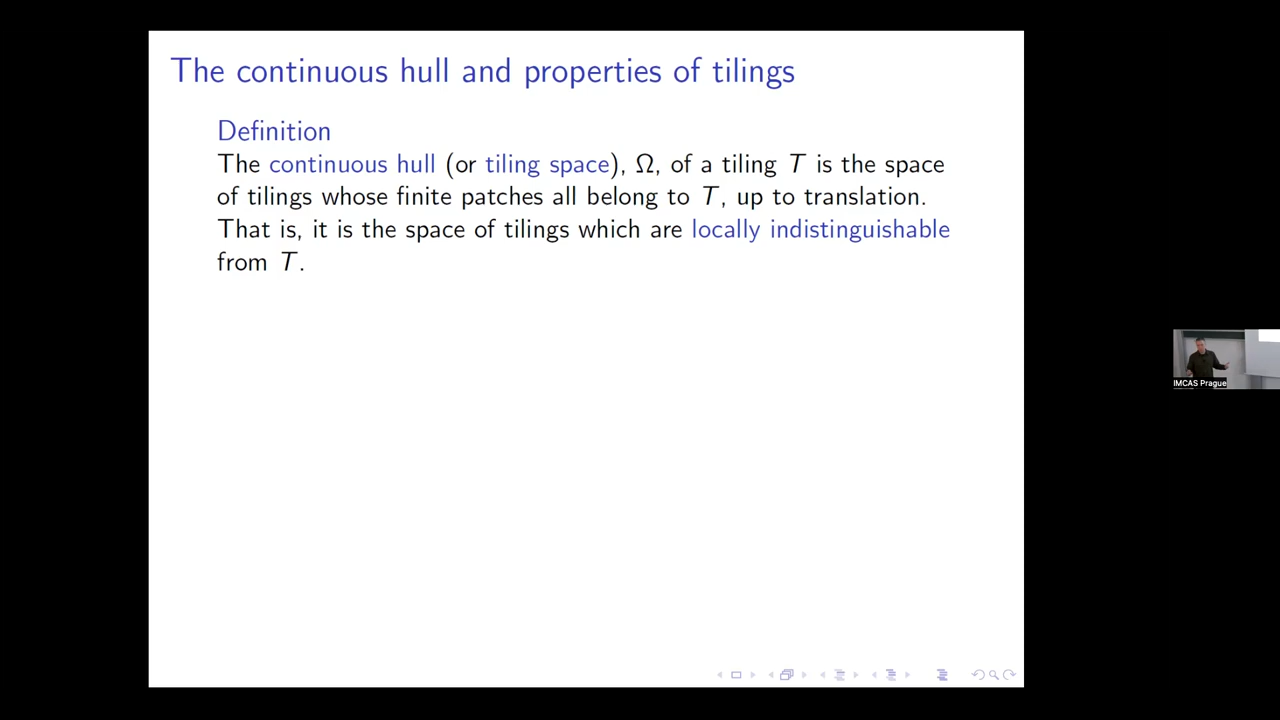 The continuous hull and properties of tilings
Definition
The continuous hull (or tiling space), Ω, of a tiling T is the space
of tilings whose finite patches all belong to T, up to translation.
That is, it is the space of tilings which are locally indistinguishable
from T.
IMCAS Prague